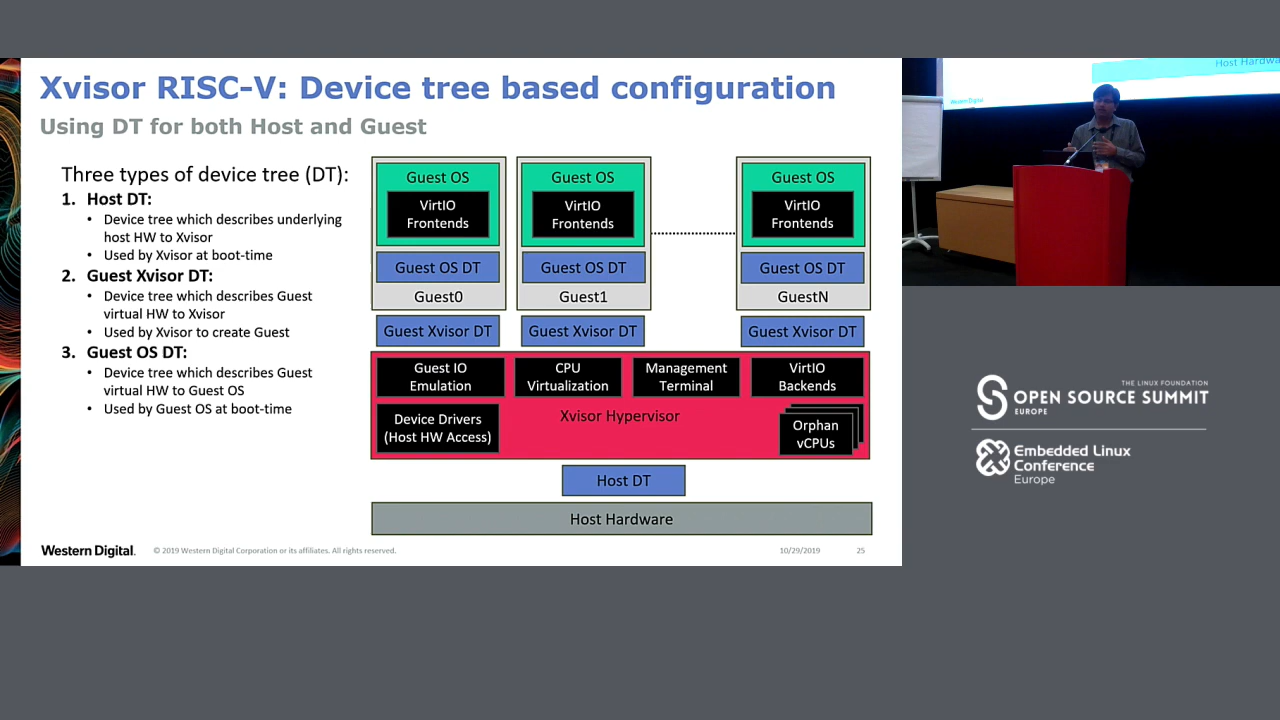 Xvisor RISC-V: Device tree based configuration
Using DT for both Host and Guest
Three types of device tree (DT):
1. Host DT:
• Device tree which describes underlying
host HW to Xvisor
• Used by Xvisor at boot-time
2. Guest Xvisor DT:
• Device tree which describes Guest
virtual HW to Xvisor
• Used by Xvisor to create Guest
3. Guest OS DT:
• Device tree which describes Guest
virtual HW to Guest OS
• Used by Guest OS at boot-time
Guest OS
VirtIO
Frontends
Guest OS DT
Guest0
Guest Xvisor DT
Guest OS
VirtIO
Frontends
Guest OS DT
Guest1
Guest Xvisor DT
Guest OS
VirtIO
Frontends
Guest OS DT
GuestN
Guest Xvisor DT
Guest IO
Emulation
CPU
Virtualization
Management
Terminal
VirtIO
Backends
Device Drivers
(Host HW Access)
Xvisor Hypervisor
Orphan
vCPUs
Host DT
Host Hardware
Western Digital.
© 2019 Western Digital Corporation or its affiliates. All rights reserved.
10/29/2019
25
Host Hardwa
Western Digital
THE LINUX FOUNDATION
OPEN SOURCE SUMMIT
EUROPE
Embedded Linux
Conference
Europe